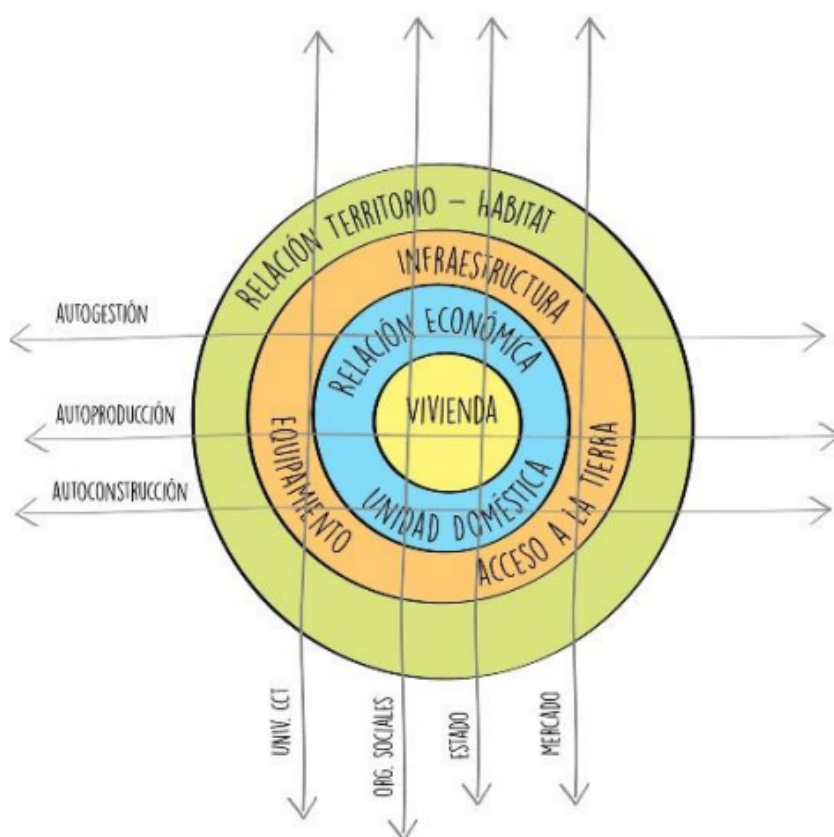 RELACIÓN TERRITORIO – HABITAT
INFRAESTRUCTURA
AUTOGESTIÓN
RELACIÓN ECONÓMICA
VIVIENDA
AUTOPRODUCCIÓN
EQUIPAMIENTO
UNIDAD DOMÉSTICA
ACCESO A LA TIERRA
AUTOCONSTRUCCIÓN
UNIV. CCT
ORG. SOCIALES
ESTADO
MERCADO